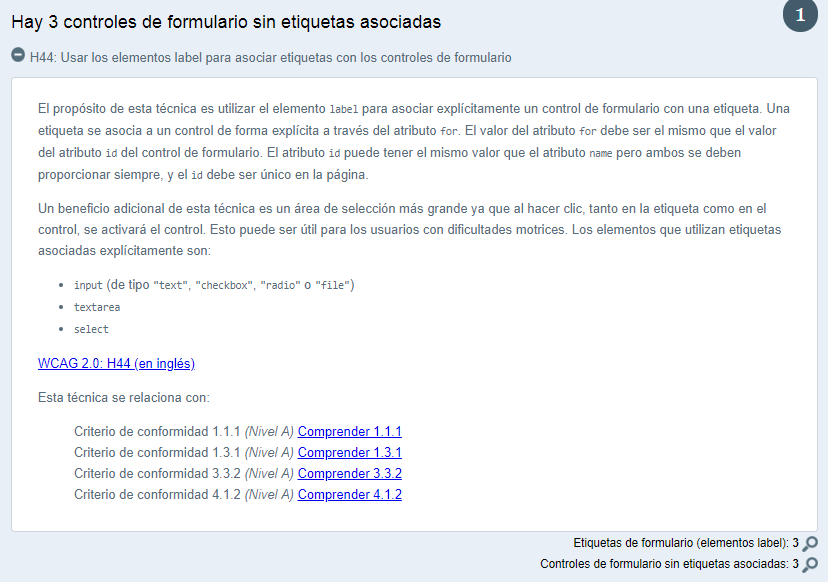 Hay 3 controles de formulario sin etiquetas asociadas
1
H44: Usar los elementos label para asociar etiquetas con los controles de formulario
El propósito de esta técnica es utilizar el elemento label para asociar explícitamente un control de formulario con una etiqueta. Una
etiqueta se asocia a un control de forma explícita a través del atributo for. El valor del atributo for debe ser el mismo que el valor
del atributo id del control de formulario. El atributo id puede tener el mismo valor que el atributo name pero ambos se deben
proporcionar siempre, y el id debe ser único en la página.
Un beneficio adicional de esta técnica es un área de selección más grande ya que al hacer clic, tanto en la etiqueta como en el
control, se activará el control. Esto puede ser útil para los usuarios con dificultades motrices. Los elementos que utilizan etiquetas
asociadas explícitamente son:
• input (de tipo "text", "checkbox", "radio" o "file")
• textarea
• select
WCAG 2.0: H44 (en inglés)
Esta técnica se relaciona con:
Criterio de conformidad 1.1.1 (Nivel A) Comprender 1.1.1
Criterio de conformidad 1.3.1 (Nivel A) Comprender 1.3.1
Criterio de conformidad 3.3.2 (Nivel A) Comprender 3.3.2
Criterio de conformidad 4.1.2 (Nivel A) Comprender 4.1.2
Etiquetas de formulario (elementos label): 3
Controles de formulario sin etiquetas asociadas: 3